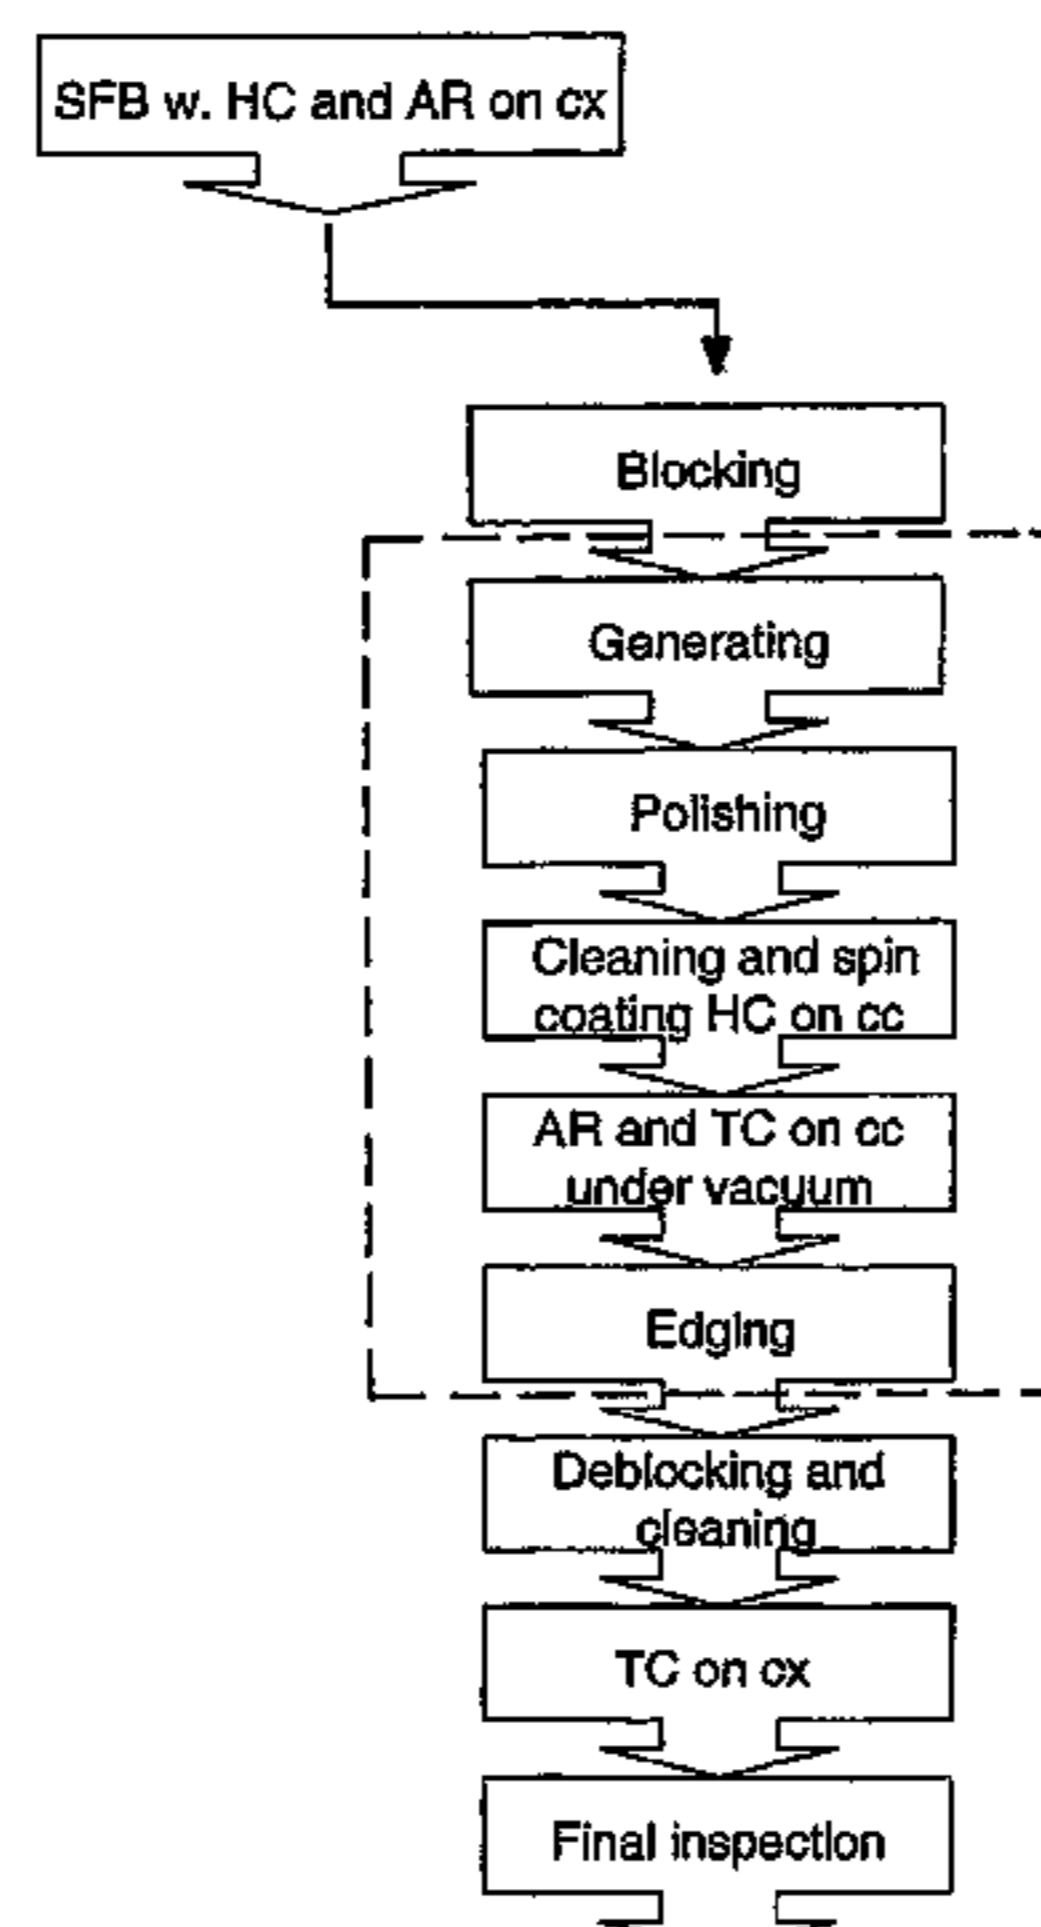 SFB w. HC and AR on cx
Blocking
Generating
Polishing
Cleaning and spin
coating HC on cc
AR and TC on cc
under vacuum
Edging
Deblocking and
cleaning
TC on cx
Final inspection